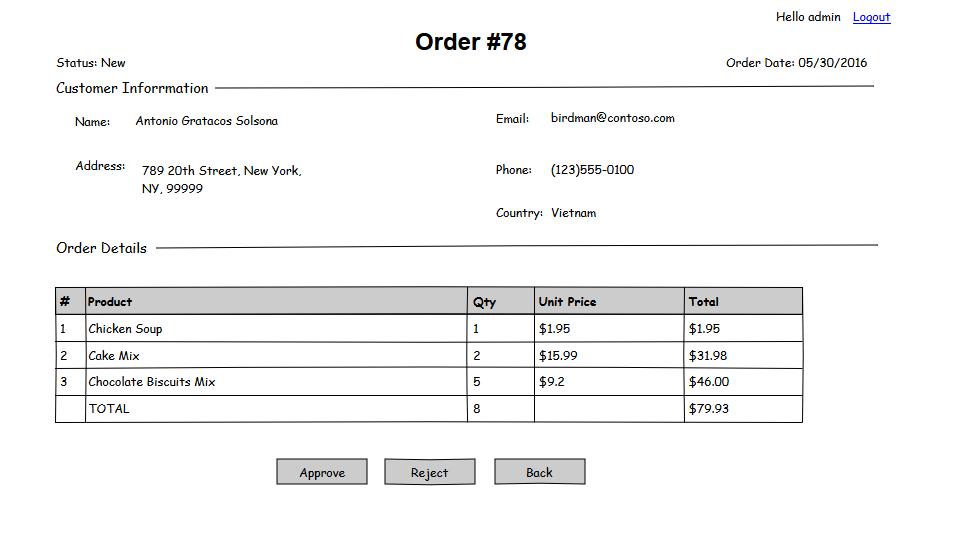 Hello admin Logout
Order #78
Status: New Order Date: 05/30/2016
Customer Inforrmation
Name: Antonio Gratacos Solsona Email: birdman@contoso.com
Address: 789 20th Street, New York, Phone: (123)555-0100
NY, 99999
Country: Vietnam
Order Details
# Product Qty Unit Price Total
1 Chicken Soup 1 $1.95 $1.95
2 Cake Mix 2 $15.99 $31.98
3 Chocolate Biscuits Mix 5 $9.2 $46.00
TOTAL 8 $79.93
Approve Reject Back